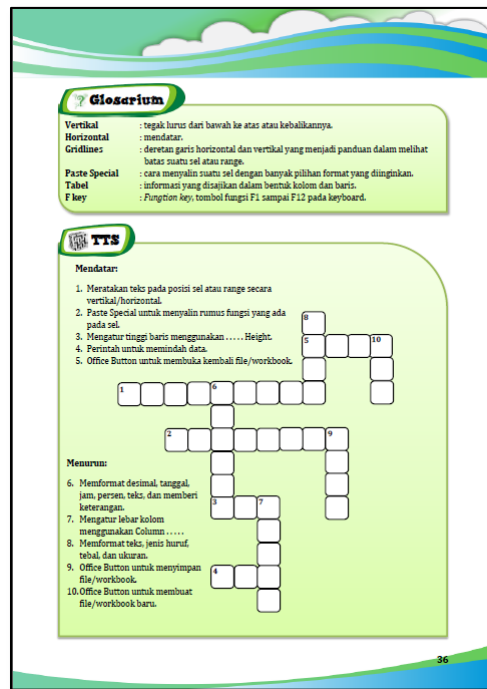 Glosarium
Vertikal : tegak lurus dari bawah ke atas atau kebalikannya.
Horizontal : mendatar.
Gridlines : deretan garis horizontal dan vertikal yang menjadi panduan dalam melihat
batas suatu sel atau range.
Paste Special : cara menyalin suatu sel dengan banyak pilihan format yang diinginkan.
Tabel : informasi yang disajikan dalam bentuk kolom dan baris.
F key : Fungtion key, tombol fungsi F1 sampai F12 pada keyboard.
TTS
Mendatar:
1. Meratakan teks pada posisi sel atau range secara
vertikal/horizontal.
2. Paste Special untuk menyalin rumus fungsi yang ada
pada sel.
3. Mengatur tinggi baris menggunakan ..... Height.
4. Perintah untuk memindah data.
5. Office Button untuk membuka kembali file/workbook.
8
5 10
1 6
2 9
3 7
4
Menurun:
6. Memformat desimal, tanggal,
jam, persen, teks, dan memberi
keterangan.
7. Mengatur lebar kolom
menggunakan Column .....
8. Memformat teks, jenis huruf,
tebal, dan ukuran.
9. Office Button untuk menyimpan
file/workbook.
10.Office Button untuk membuat
file/workbook baru.
36